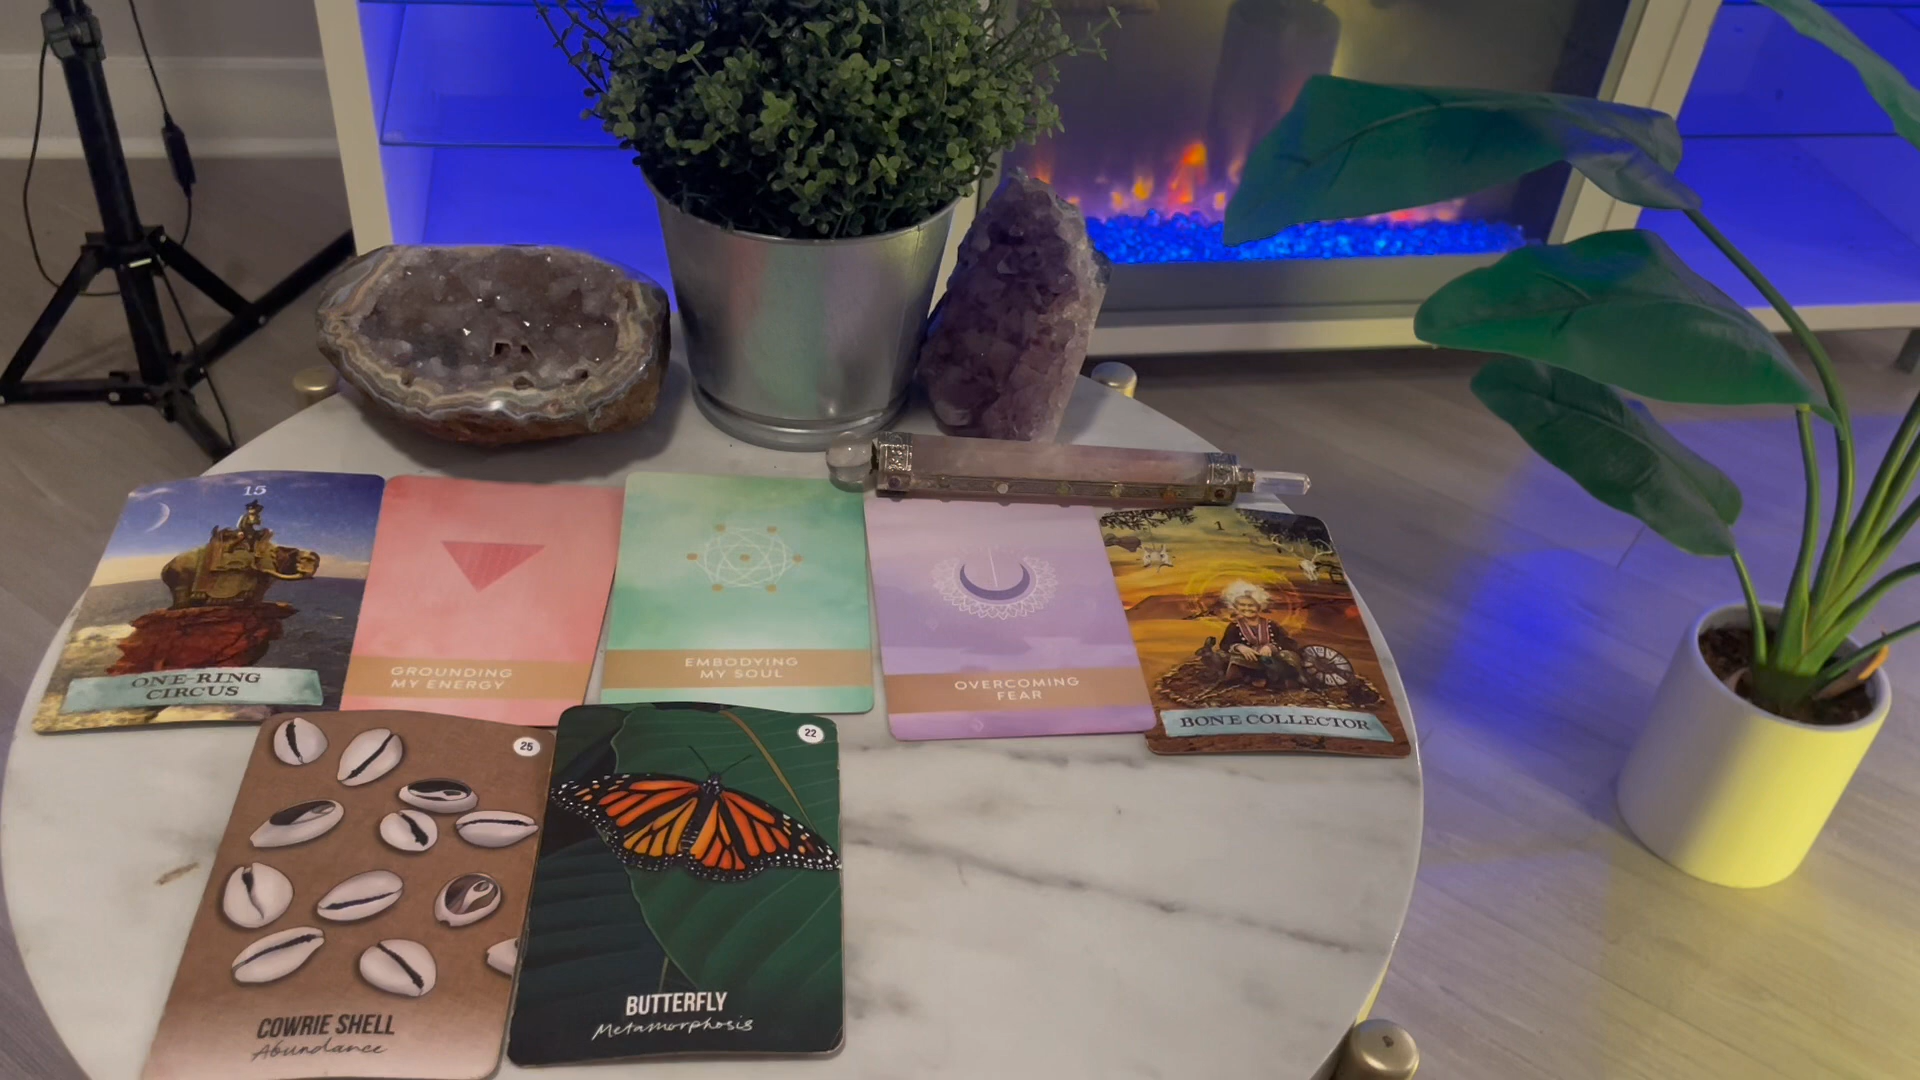 15
ONE-RING
CIRCUS
GROUNDING
MY ENERGY
EMBODYING
MY SOUL
OVERCOMING
FEAR
1
BONE COLLECTOR
25
COWRIE SHELL
Abundance
22
BUTTERFLY
Metamorphosis